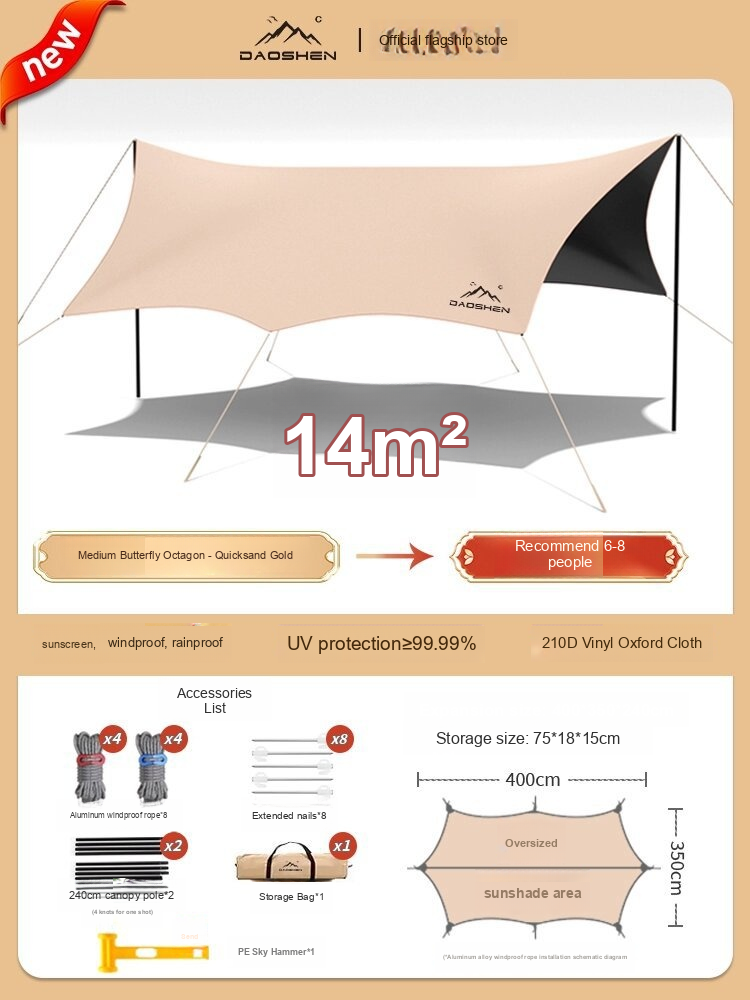 new
DAOSHEN
Official flagship store
DAOSHEN
14m²
Medium Butterfly Octagon - Quicksand Gold
Recommend 6-8
people
sunscreen, windproof, rainproof
UV protection≥99.99%
210D Vinyl Oxford Cloth
Accessories
List
x4
x4
x8
Aluminum windproof rope*8
Extended nails*8
x2
x1
DAOSHEN
240cm canopy pole*2
(4 knots for one shot)
Storage Bag*1
PE Sky Hammer*1
Storage size: 75*18*15cm
400cm
350cm
Oversized
sunshade area
(*Aluminum alloy windproof rope installation schematic diagram